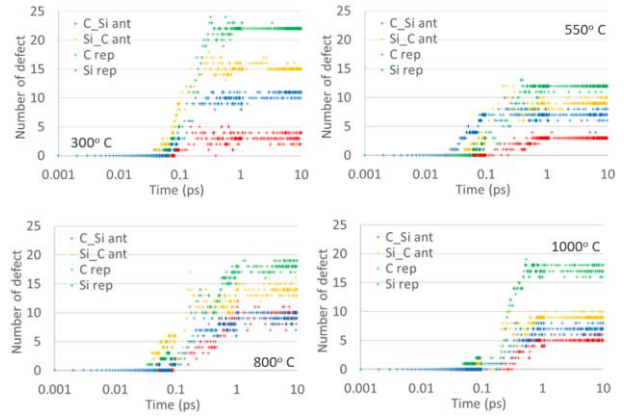 25
20
15
10
5
0
Number of defect
C_Si ant
Si_C ant
C rep
Si rep
300° C
0.001 0.01 0.1 1 10
Time (ps)
25
20
15
10
5
0
Number of defect
C_Si ant
Si_C ant
C rep
Si rep
550° C
0.001 0.01 0.1 1 10
Time (ps)
25
20
15
10
5
0
Number of defect
C_Si ant
Si_C ant
C rep
Si rep
800° C
0.001 0.01 0.1 1 10
Time (ps)
25
20
15
10
5
0
Number of defect
C_Si ant
Si_C ant
C rep
Si rep
1000° C
0.001 0.01 0.1 1 10
Time (ps)